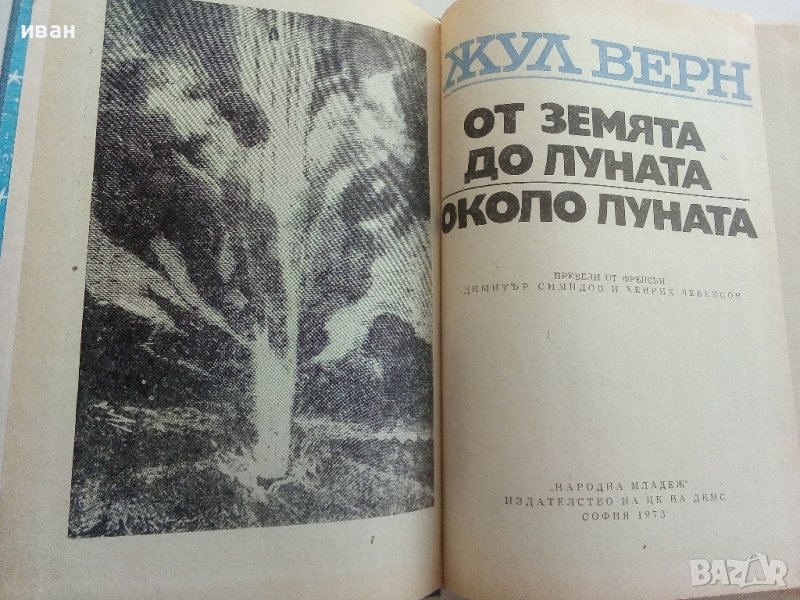 иван
ЖУЛ ВЕРН
ОТ ЗЕМЯТА
ДО ЛУНАТА
ОКОЛО ЛУНАТА
ПРЕВЕЛИ ОТ ФРЕНСКИ
ДИМИТЪР СИМИДОВ И ХЕНРИХ ЛЕВЕНСОН
„НАРОДНА МЛАДЕЖ"
ИЗДАТЕЛСТВО НА ЦК НА ДКМС
СОФИЯ 1973
BAZAR